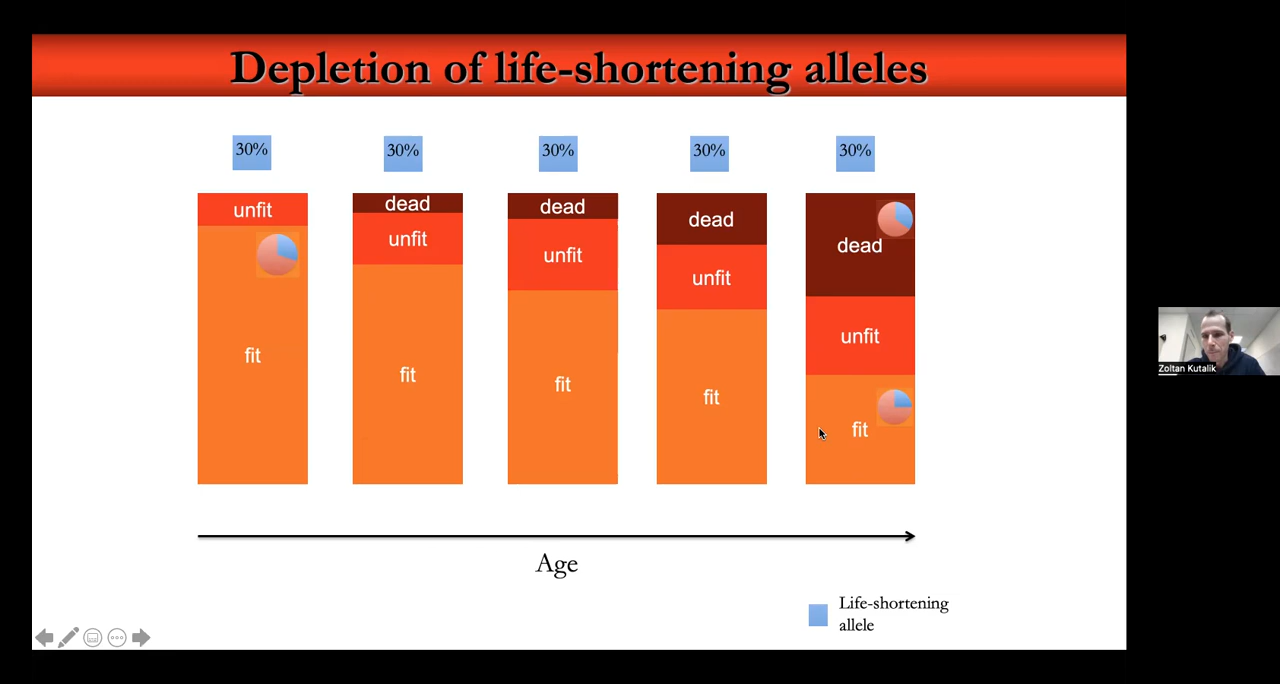 Depletion of life-shortening alleles
30% 30% 30% 30% 30%
unfit dead dead dead dead
unfit unfit unfit unfit
fit fit fit fit fit
Age
Life-shortening
allele
Zoltan Kutalik